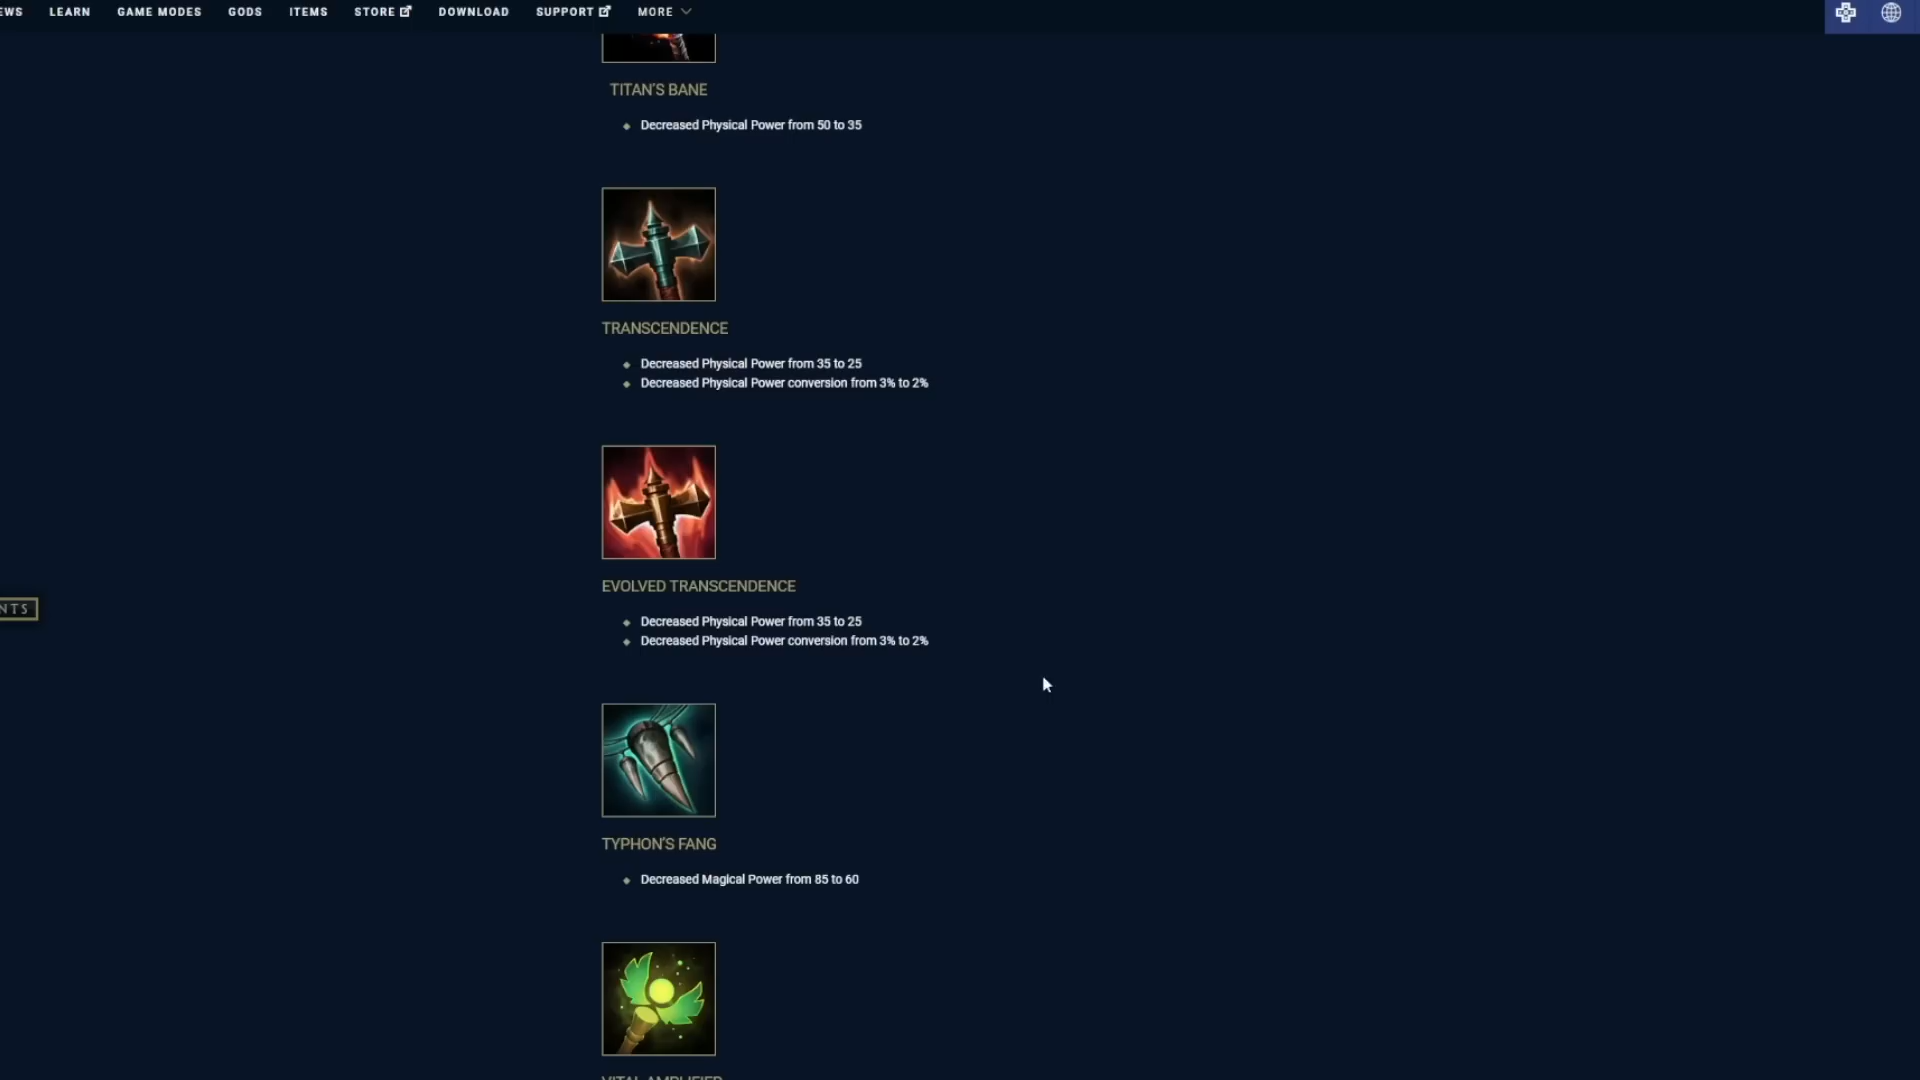 EWS LEARN GAME MODES GODS ITEMS STORE DOWNLOAD SUPPORT MORE
TITAN'S BANE
Decreased Physical Power from 50 to 35
TRANSCENDENCE
Decreased Physical Power from 35 to 25
Decreased Physical Power conversion from 3% to 2%
EVOLVED TRANSCENDENCE
NTS
Decreased Physical Power from 35 to 25
Decreased Physical Power conversion from 3% to 2%
TYPHON'S FANG
Decreased Magical Power from 85 to 60
VITAL AMPLIFIER